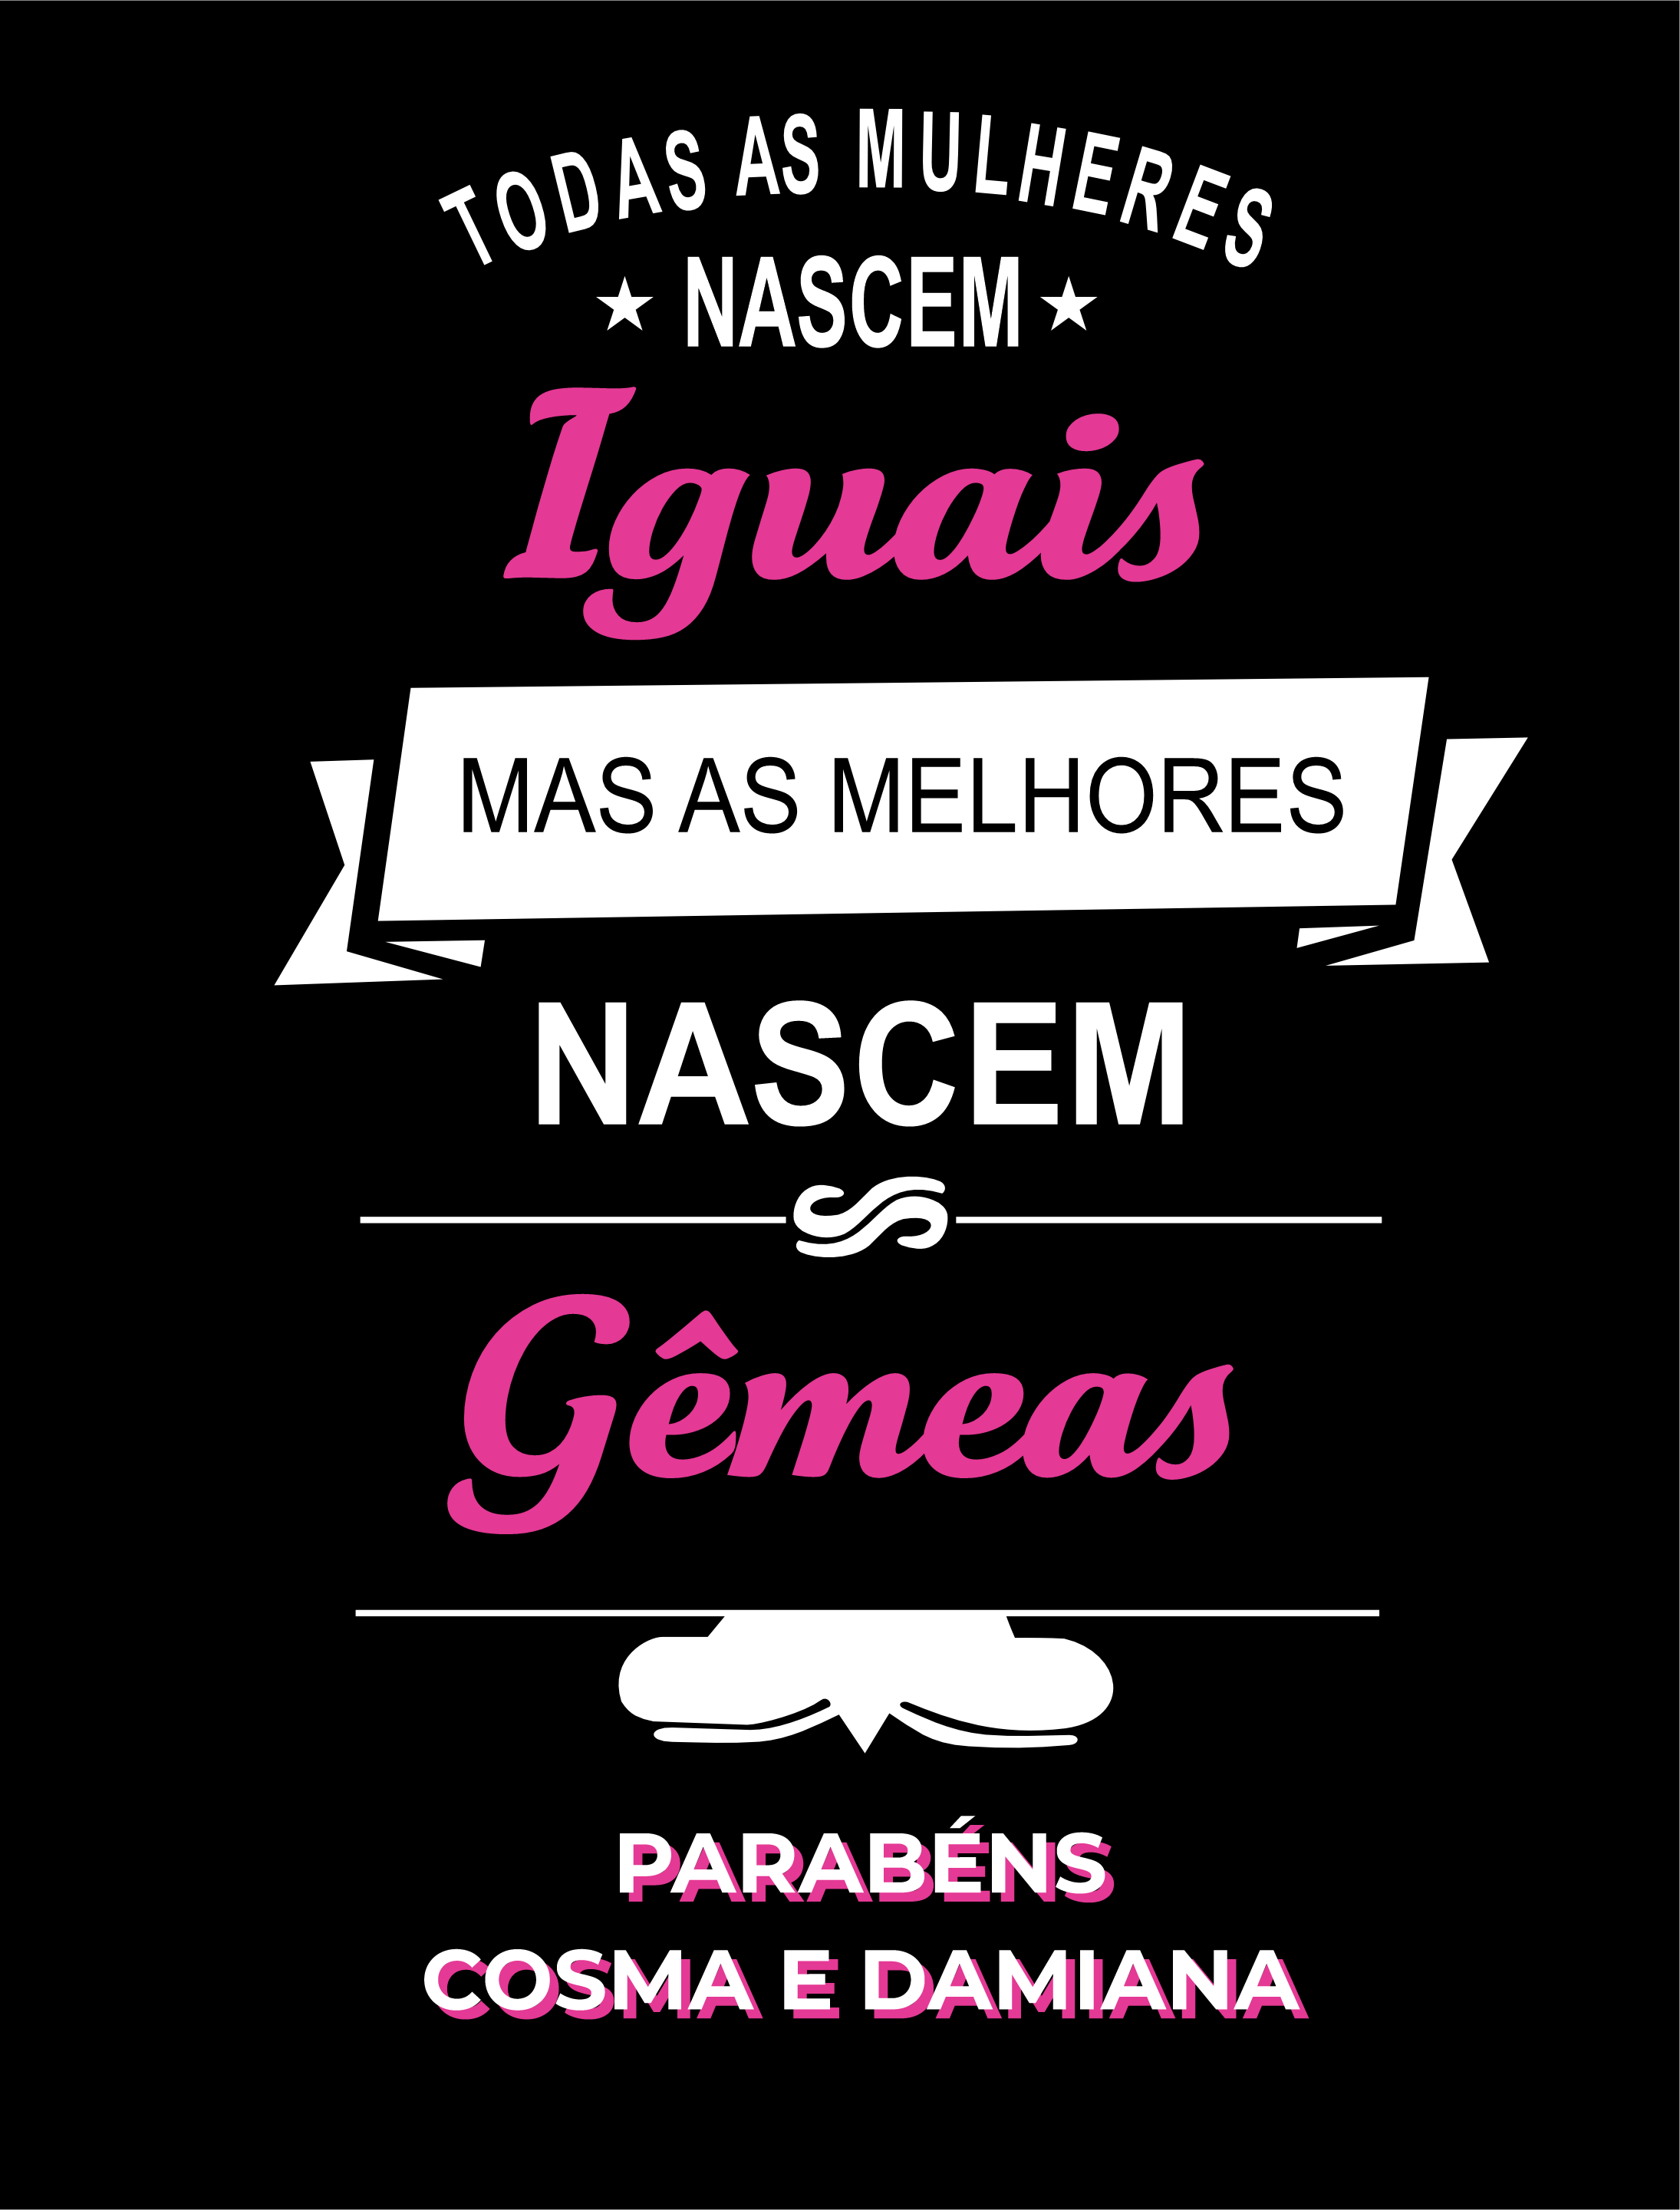 TODAS AS MULHERES
NASCEM
Iguais
MAS AS MELHORES
NASCEM
Gêmeas
PARABÉNS
COSMA E DAMIANA